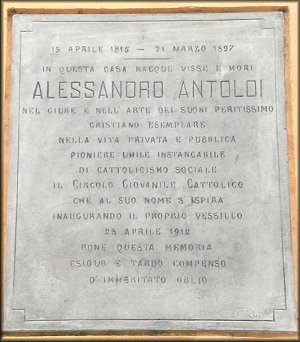 15 APRILE 1815 — 21 MARZO 1897
IN QUESTA CASA NACQUE VISSE E MORÌ
ALESSANDRO ANTOLDI
NEL GIURE E NELL'ARTE DEI SUONI PERITISSIMO
CRISTIANO ESEMPLARE
NELLA VITA PRIVATA E PUBBLICA
PIONIERE UMILE INSTANCABILE
DI CATTOLICISMO SOCIALE
IL CIRCOLO GIOVANILE CATTOLICO
CHE AL SUO NOME S'ISPIRA
INAUGURANDO IL PROPRIO VESSILLO
28 APRILE 1912
PONE QUESTA MEMORIA
ESIGUO E TARDO COMPENSO
D'IMMERITATO OBLIO